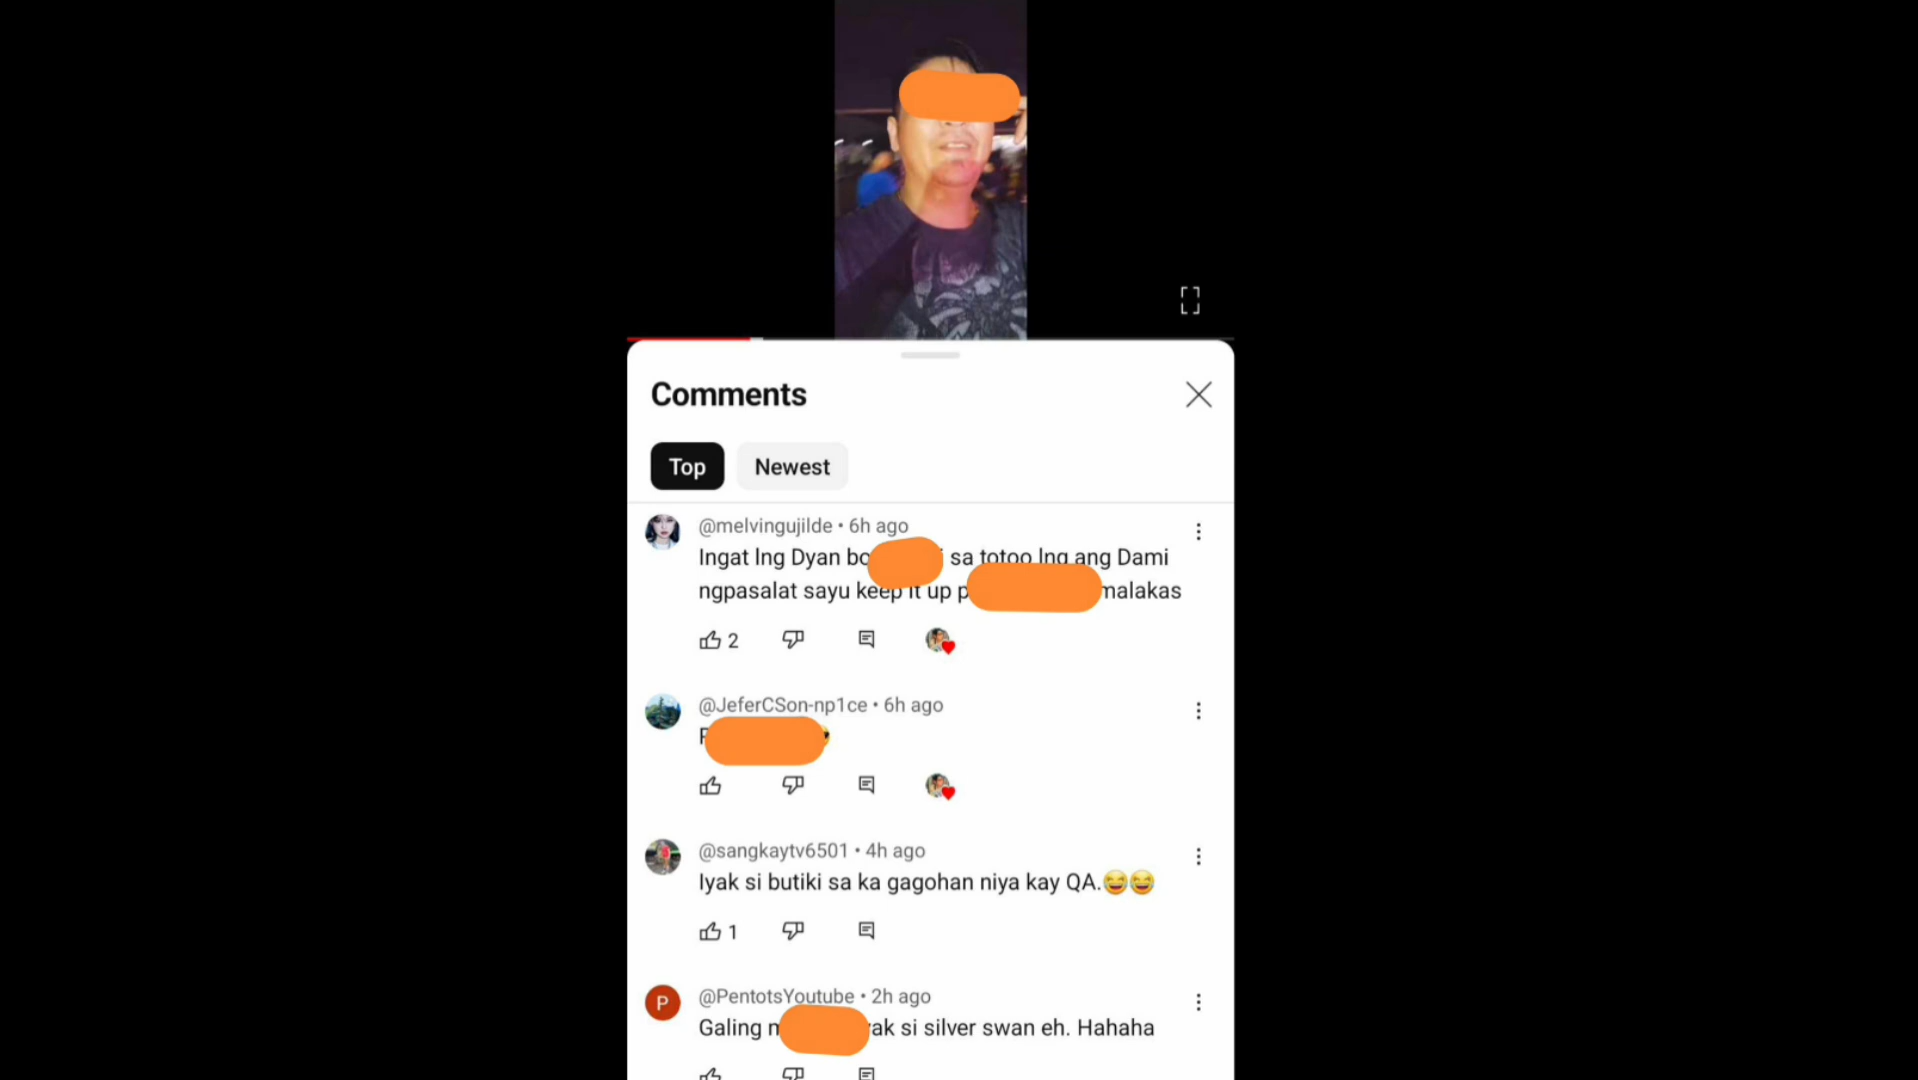 Comments
Top
Newest
@melvingujilde • 6h ago
Ingat lng Dyan sa totoo lng ang Dami
ngpasalat sayu keep it up malakas
2
@JeferCSon-np1ce • 6h ago
@sangkaytv6501 • 4h ago
Iyak si butiki sa ka gagohan niya kay QA.😆😆
1
P
@PentotsYoutube • 2h ago
Galing si silver swan eh. Hahaha